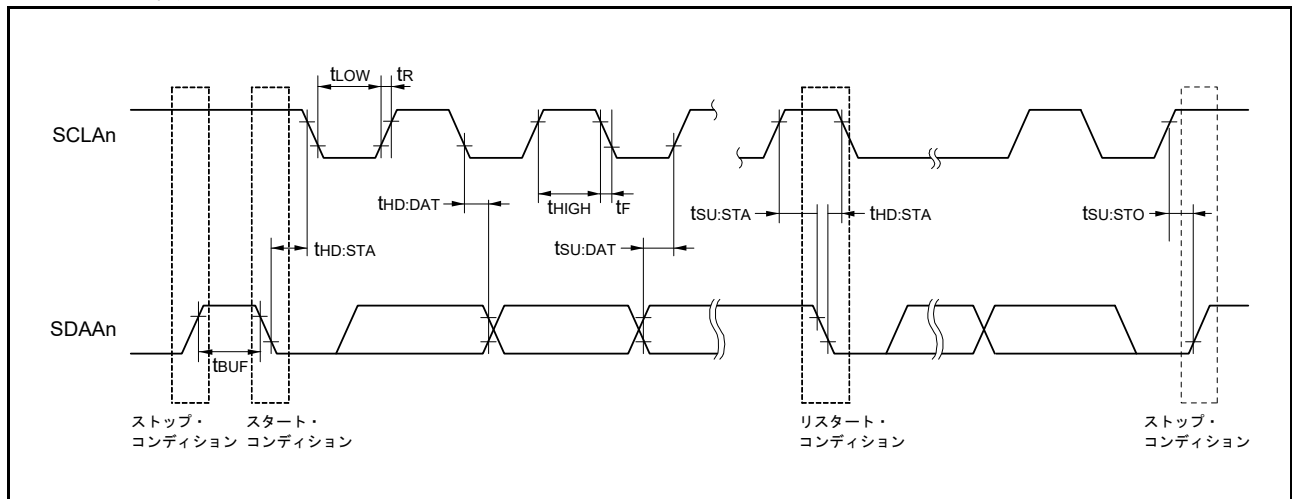 tLOW
tR
SCLAn
tHD:DAT
tHIGH
tF
tSU:STA
tHD:STA
tSU:STO
tHD:STA
tSU:DAT
SDAAn
tBUF
ストップ・
コンディション
スタート・
コンディション
リスタート・
コンディション
ストップ・
コンディション